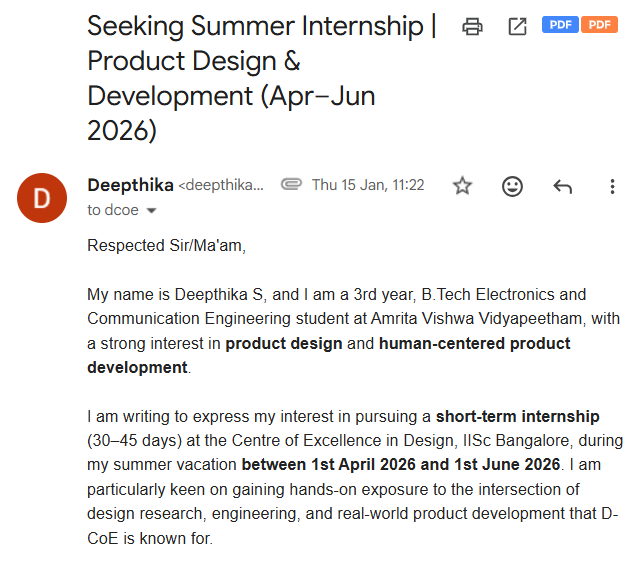 Seeking Summer Internship |
Product Design &
Development (Apr–Jun
2026)
PDF PDF
D
Deepthika <deepthika... Thu 15 Jan, 11:22
to dcoe
Respected Sir/Ma'am,
My name is Deepthika S, and I am a 3rd year, B.Tech Electronics and
Communication Engineering student at Amrita Vishwa Vidyapeetham, with
a strong interest in product design and human-centered product
development.
I am writing to express my interest in pursuing a short-term internship
(30–45 days) at the Centre of Excellence in Design, IISc Bangalore, during
my summer vacation between 1st April 2026 and 1st June 2026. I am
particularly keen on gaining hands-on exposure to the intersection of
design research, engineering, and real-world product development that D-
CoE is known for.